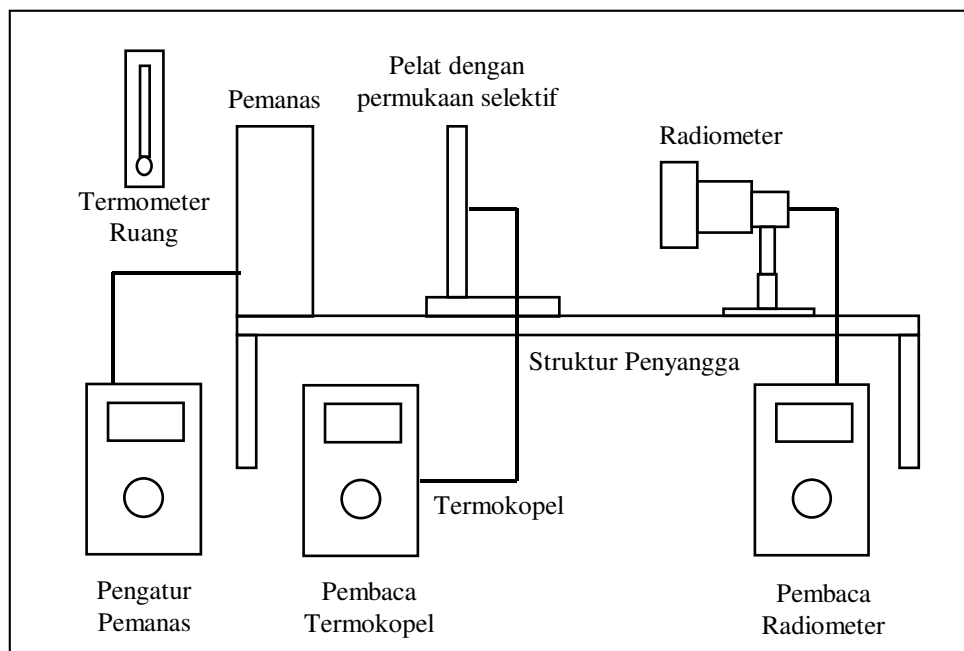 Pelat dengan
permukaan selektif
Pemanas
Radiometer
Termometer
Ruang
Struktur Penyangga
Termokopel
Pengatur
Pemanas
Pembaca
Termokopel
Pembaca
Radiometer